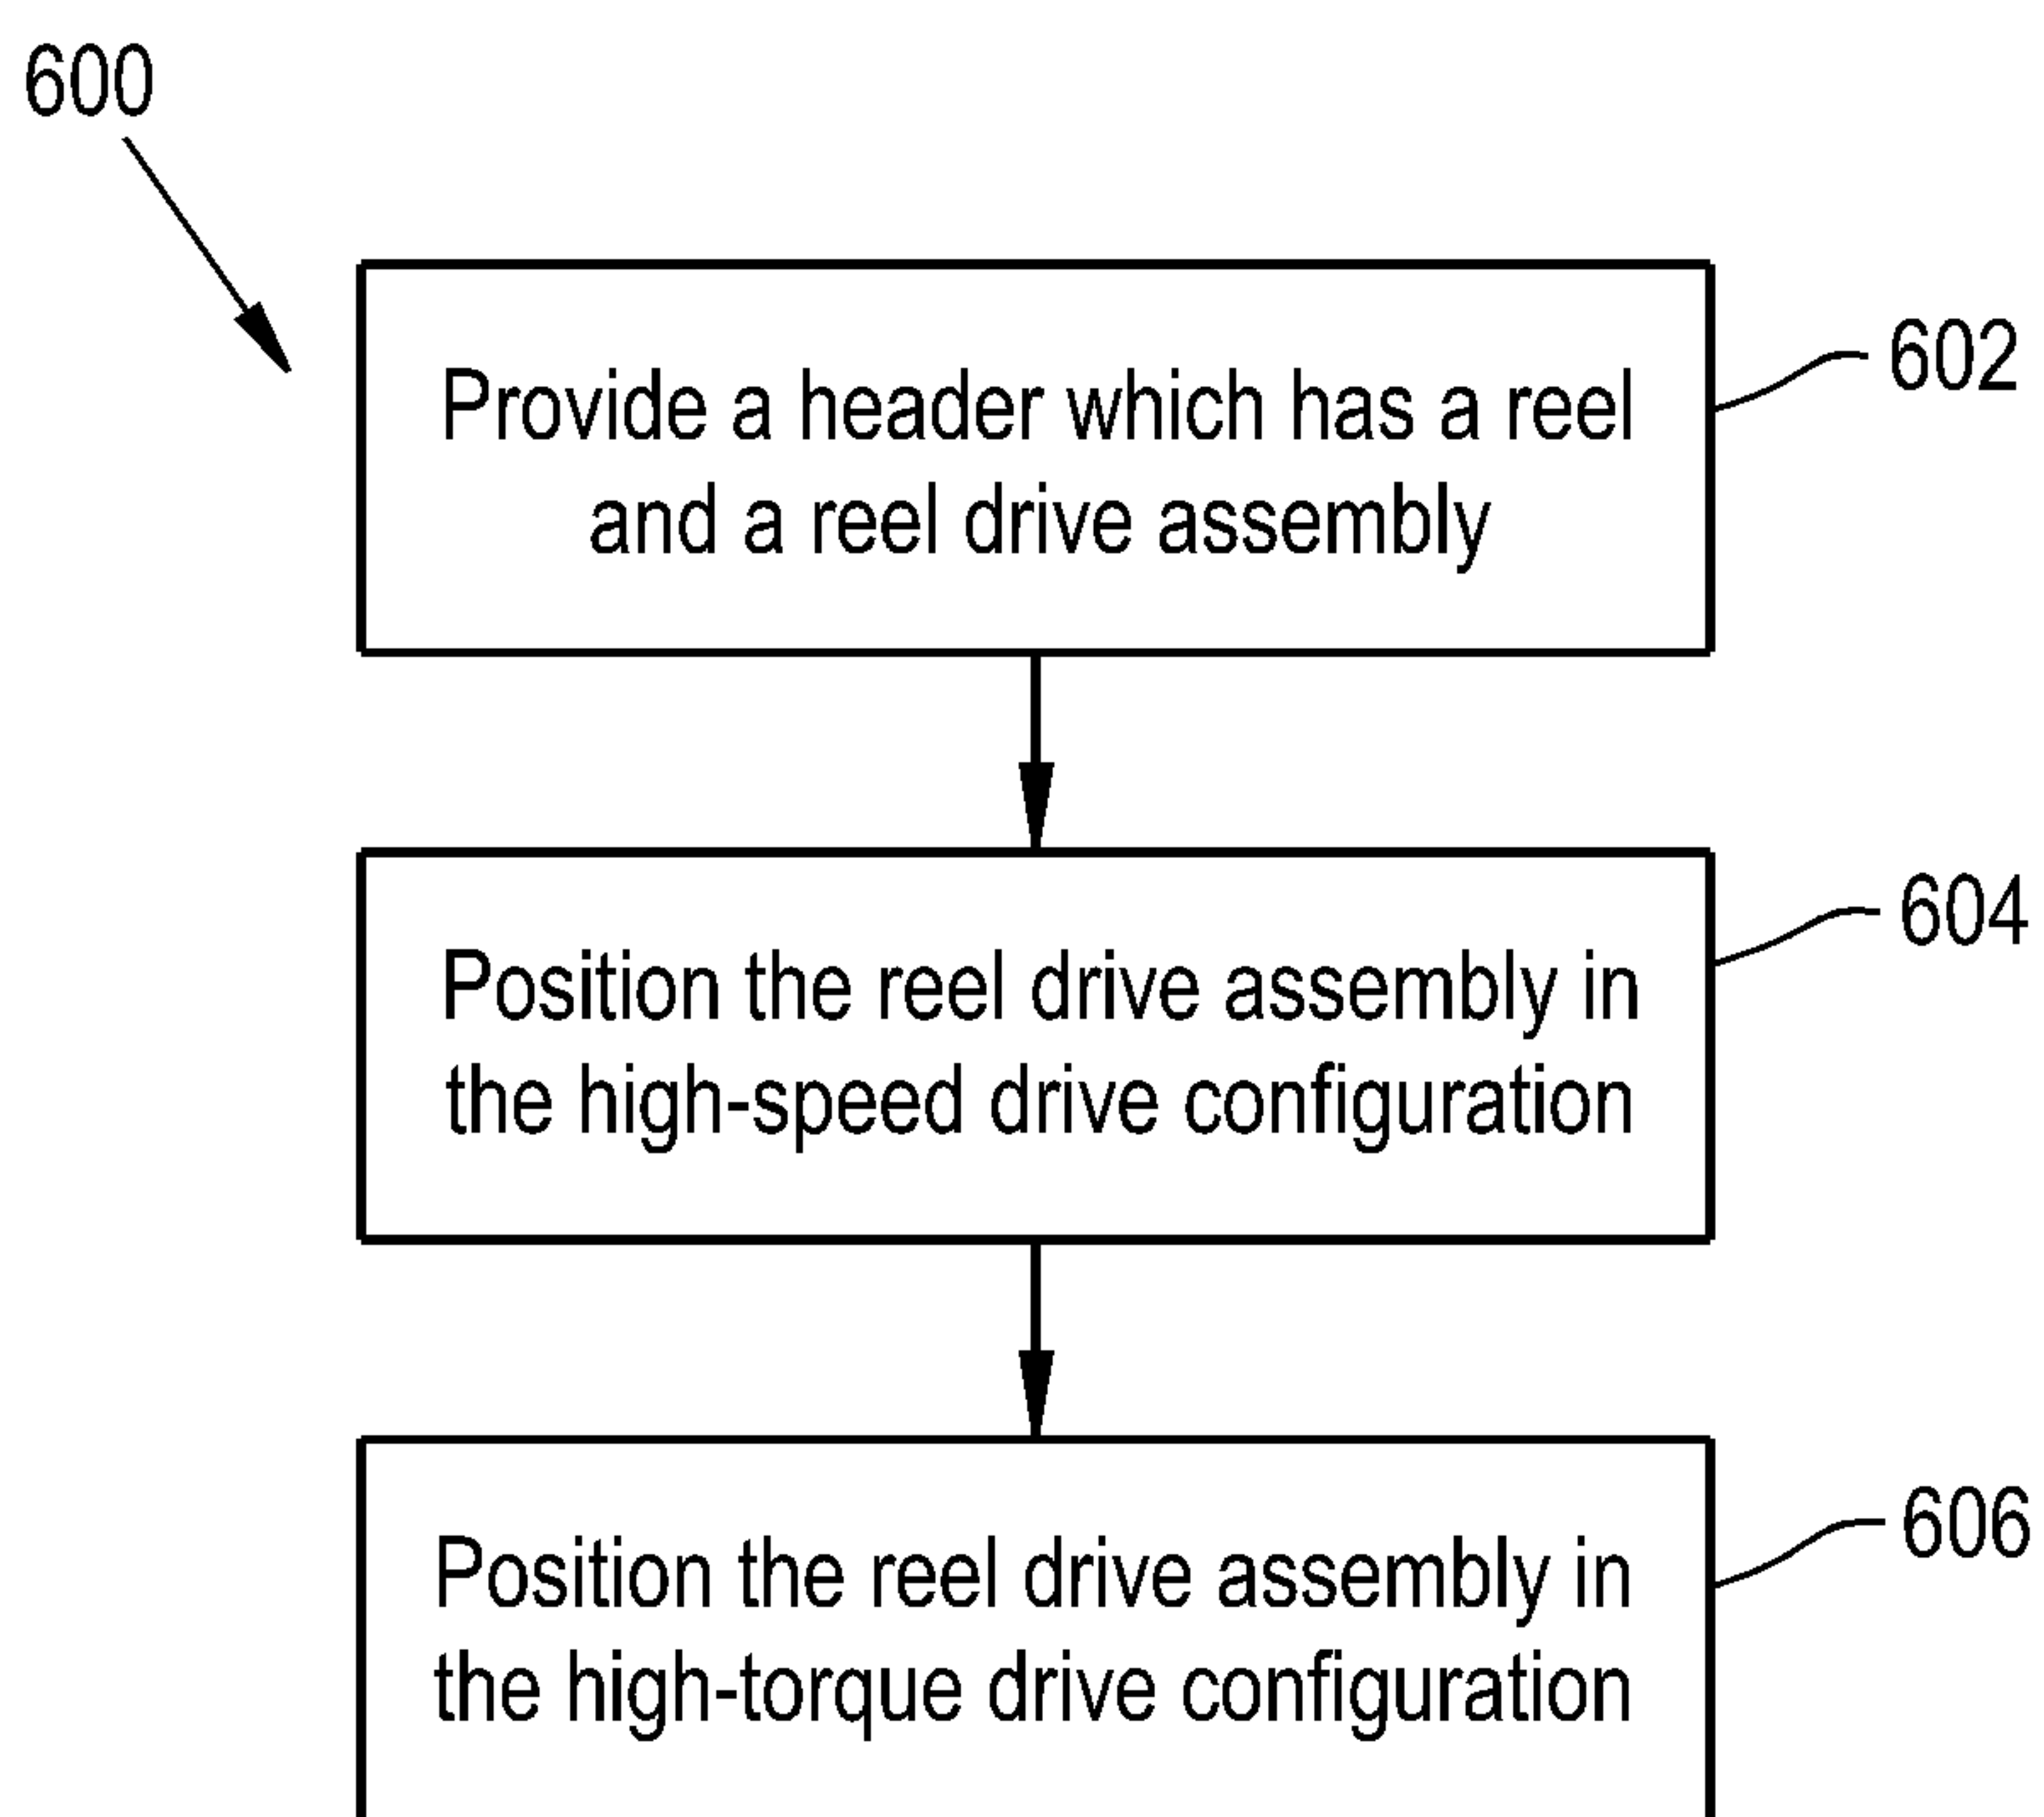 600
Provide a header which has a reel
and a reel drive assembly
602
Position the reel drive assembly in
the high-speed drive configuration
604
Position the reel drive assembly in
the high-torque drive configuration
606